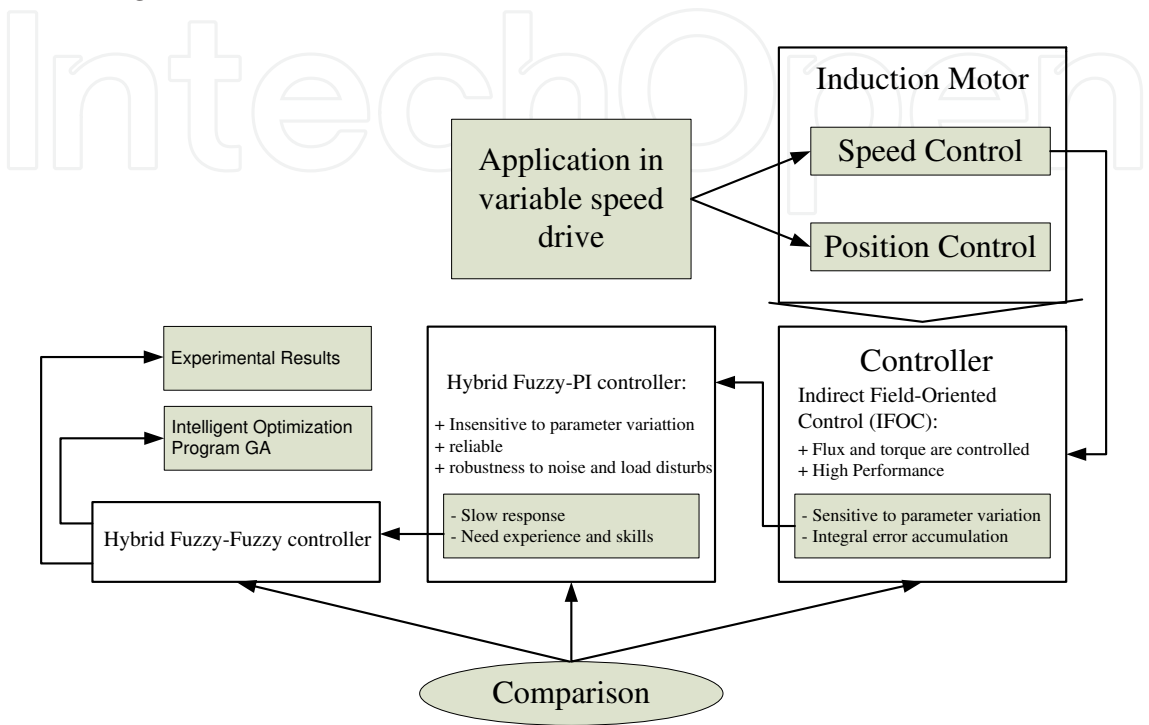 IntechOpen
Induction Motor
Application in
variable speed
drive
Speed Control
Position Control
Experimental Results
Intelligent Optimization
Program GA
Hybrid Fuzzy-Fuzzy controller
Hybrid Fuzzy-PI controller:
+ Insensitive to parameter variattion
+ reliable
+ robustness to noise and load disturbs
- Slow response
- Need experience and skills
Controller
Indirect Field-Oriented
Control (IFOC):
+ Flux and torque are controlled
+ High Performance
- Sensitive to parameter variation
- Integral error accumulation
Comparison